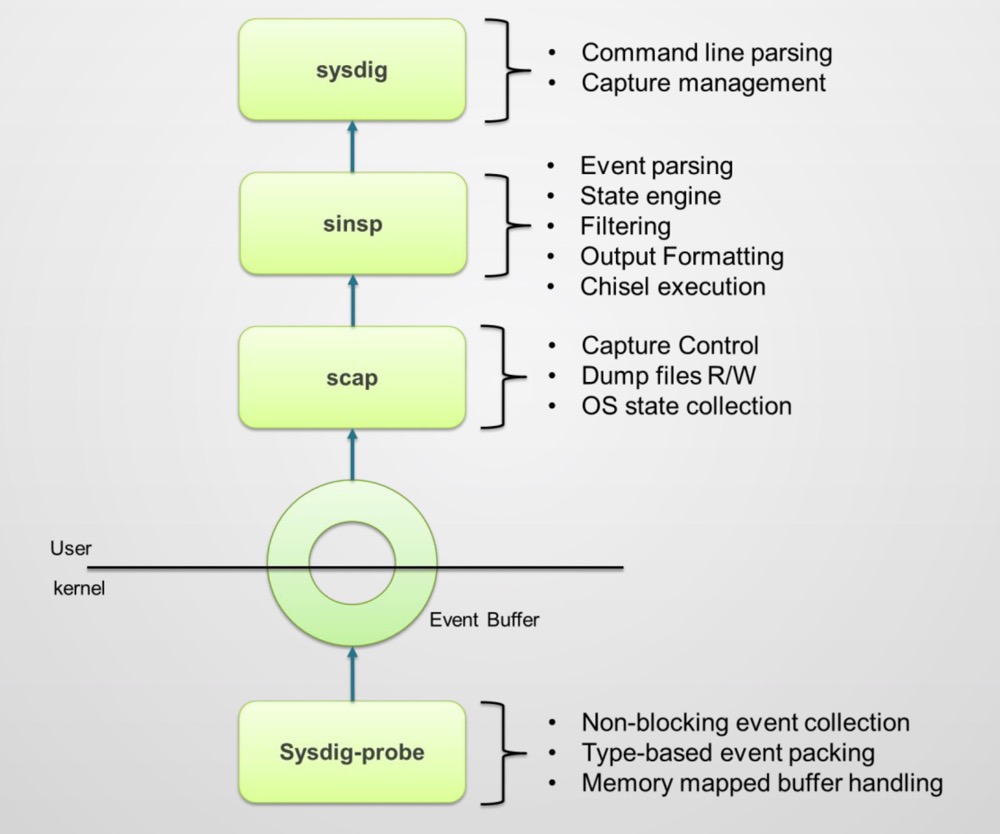 sysdig
• Command line parsing
• Capture management
sinsp
• Event parsing
• State engine
• Filtering
• Output Formatting
• Chisel execution
scap
• Capture Control
• Dump files R/W
• OS state collection
User
kernel
Event Buffer
Sysdig-probe
• Non-blocking event collection
• Type-based event packing
• Memory mapped buffer handling